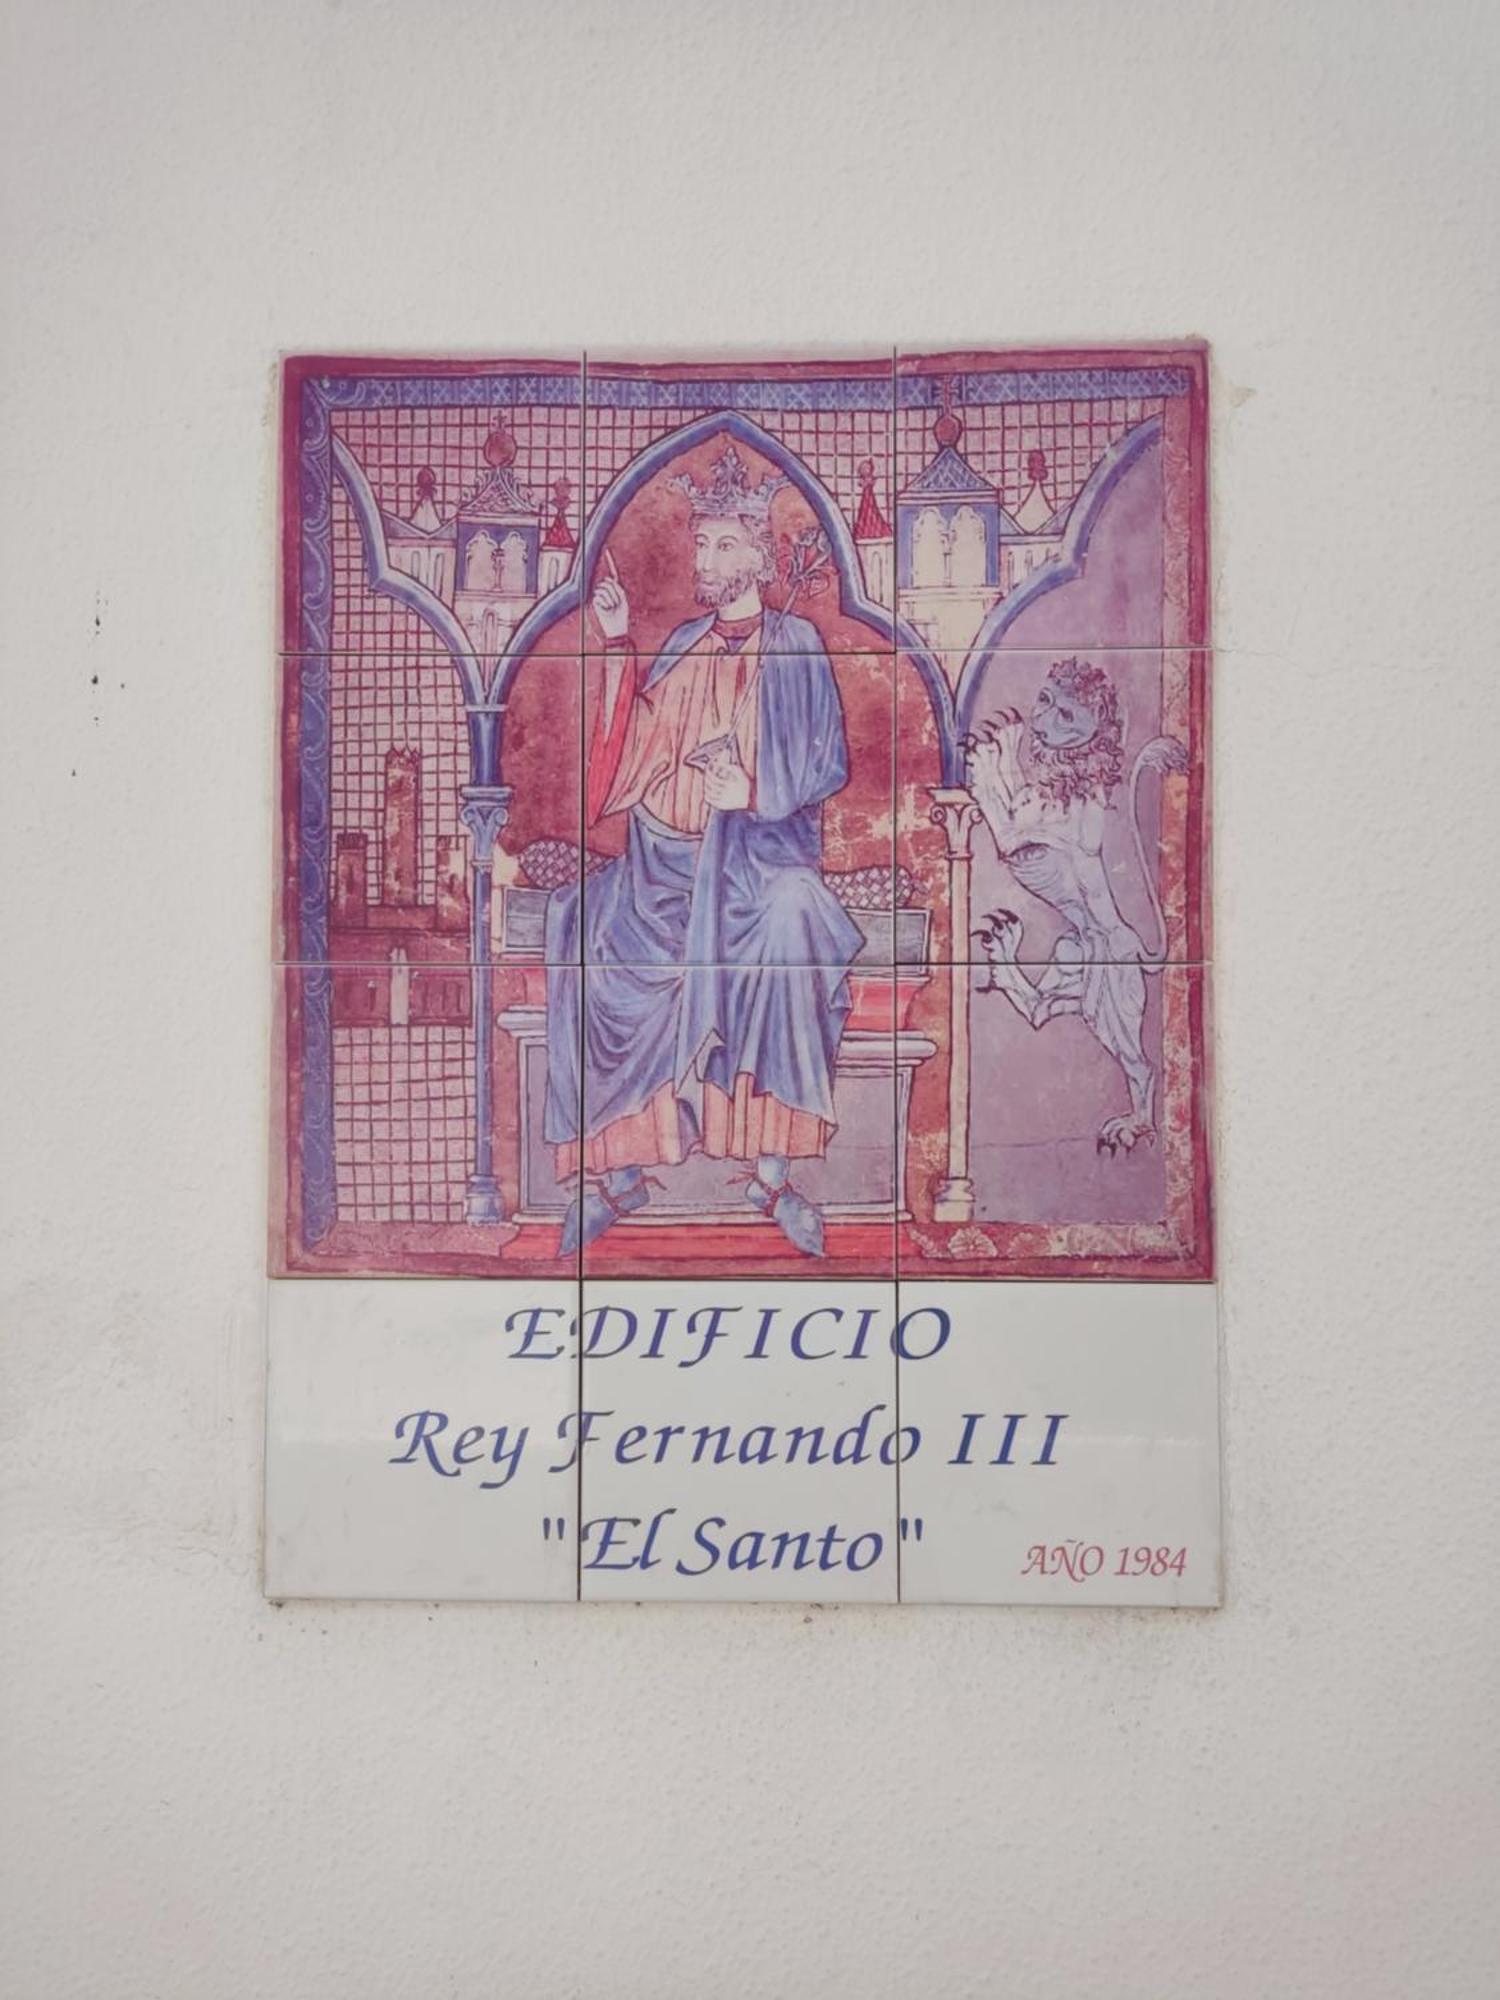 EDIFICIO
Rey Fernando III
"El Santo"
AÑO 1984